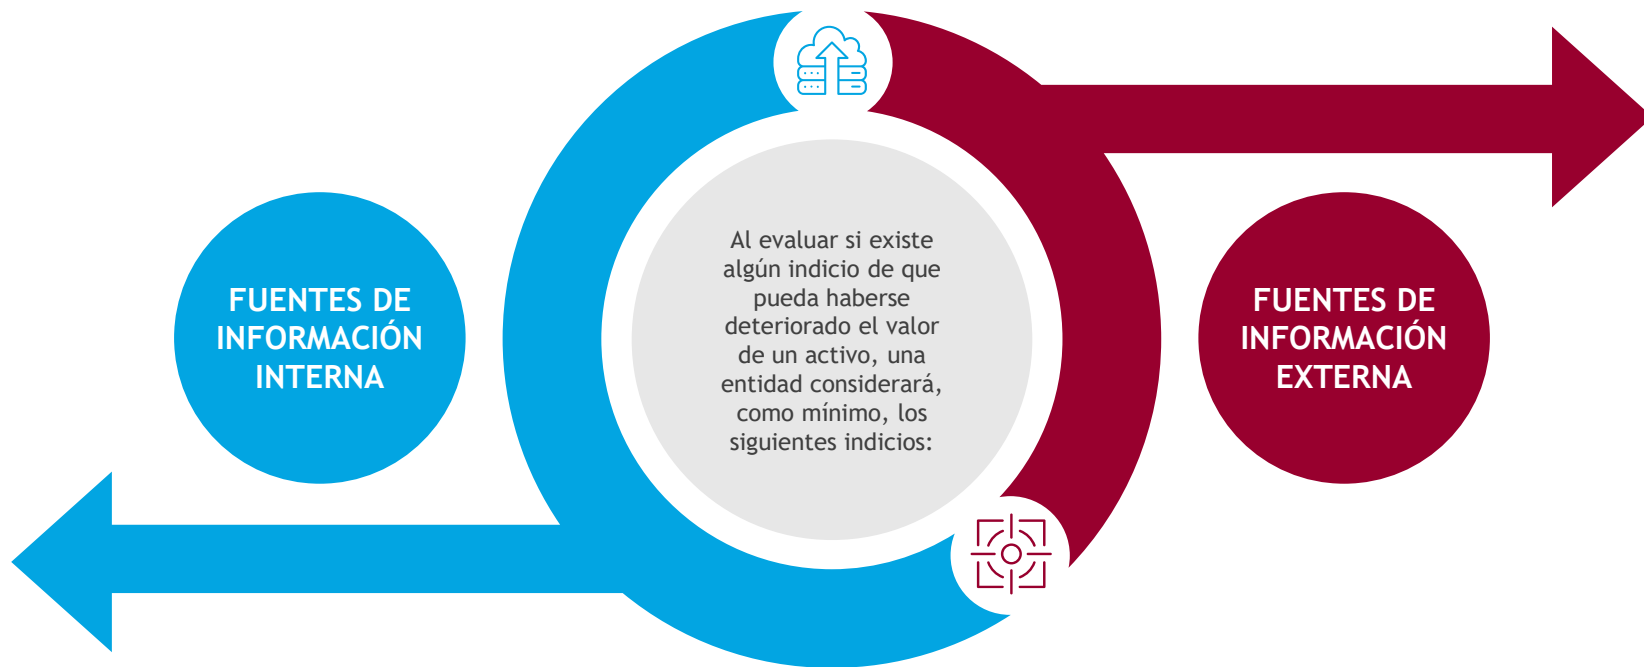 FUENTES DE
INFORMACIÓN
INTERNA
Al evaluar si existe
algún indicio de que
pueda haberse
deteriorado el valor
de un activo, una
entidad considerará,
como mínimo, los
siguientes indicios:
FUENTES DE
INFORMACIÓN
EXTERNA